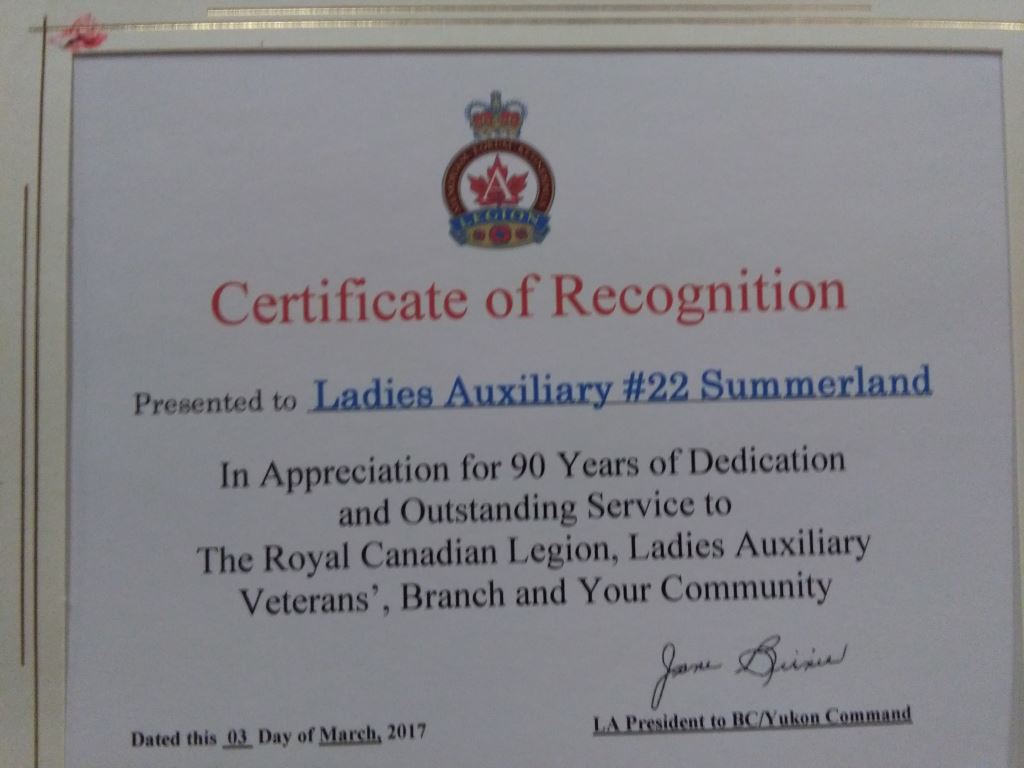 LEGION
Certificate of Recognition
Presented to Ladies Auxiliary #22 Summerland
In Appreciation for 90 Years of Dedication
and Outstanding Service to
The Royal Canadian Legion, Ladies Auxiliary
Veterans', Branch and Your Community
Dated this 03 Day of March, 2017
LA President to BC/Yukon Command